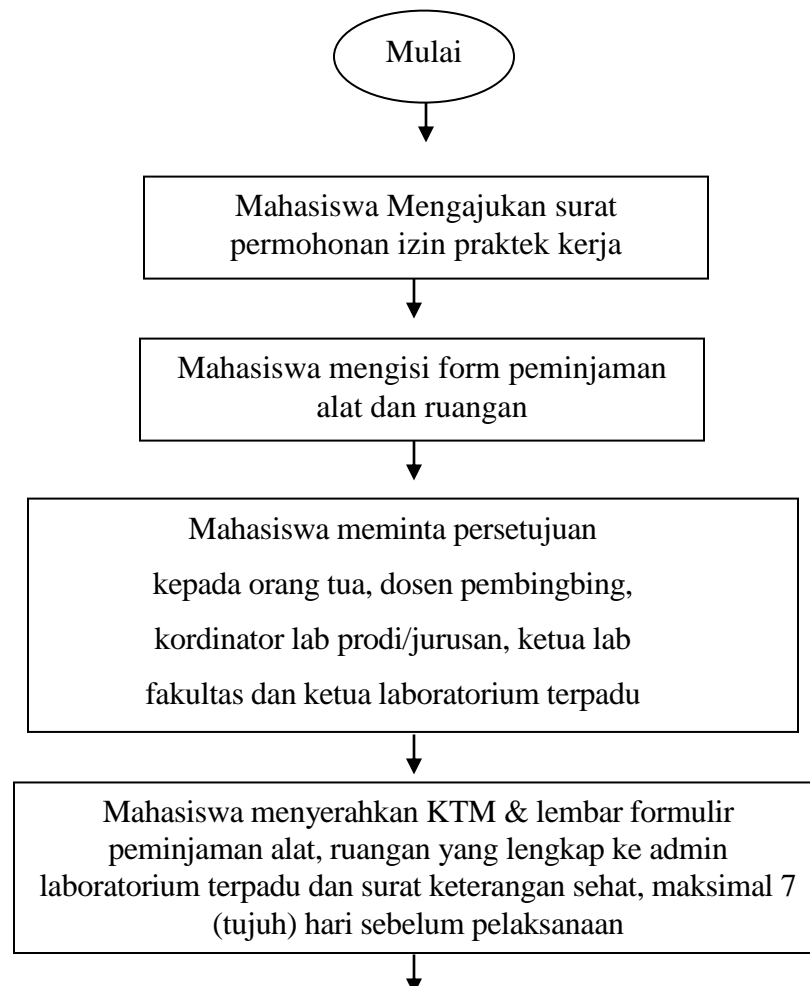 Mulai
Mahasiswa Mengajukan surat
permohonan izin praktek kerja
Mahasiswa mengisi form peminjaman
alat dan ruangan
Mahasiswa meminta persetujuan
kepada orang tua, dosen pembingbing,
kordinator lab prodi/jurusan, ketua lab
fakultas dan ketua laboratorium terpadu
Mahasiswa menyerahkan KTM & lembar formulir
peminjaman alat, ruangan yang lengkap ke admin
laboratorium terpadu dan surat keterangan sehat, maksimal 7
(tujuh) hari sebelum pelaksanaan